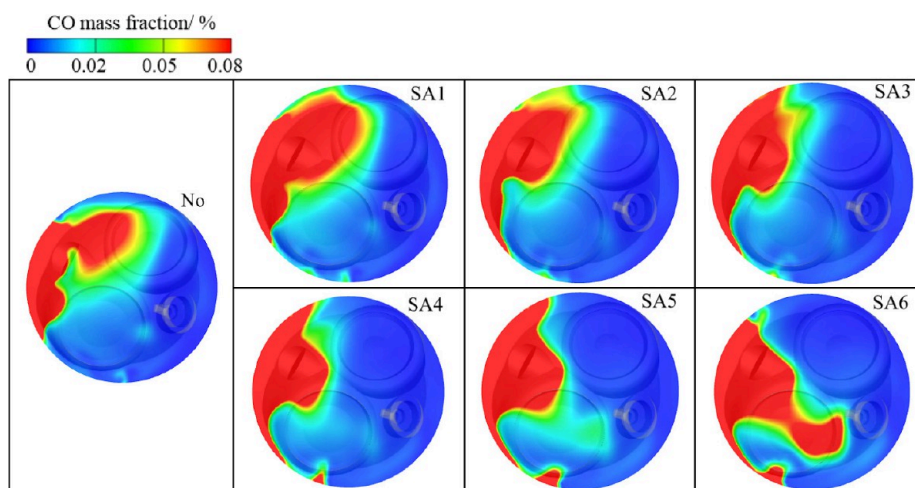 CO mass fraction/ %
0 0.02 0.05 0.08
No
SA1
SA2
SA3
SA4
SA5
SA6